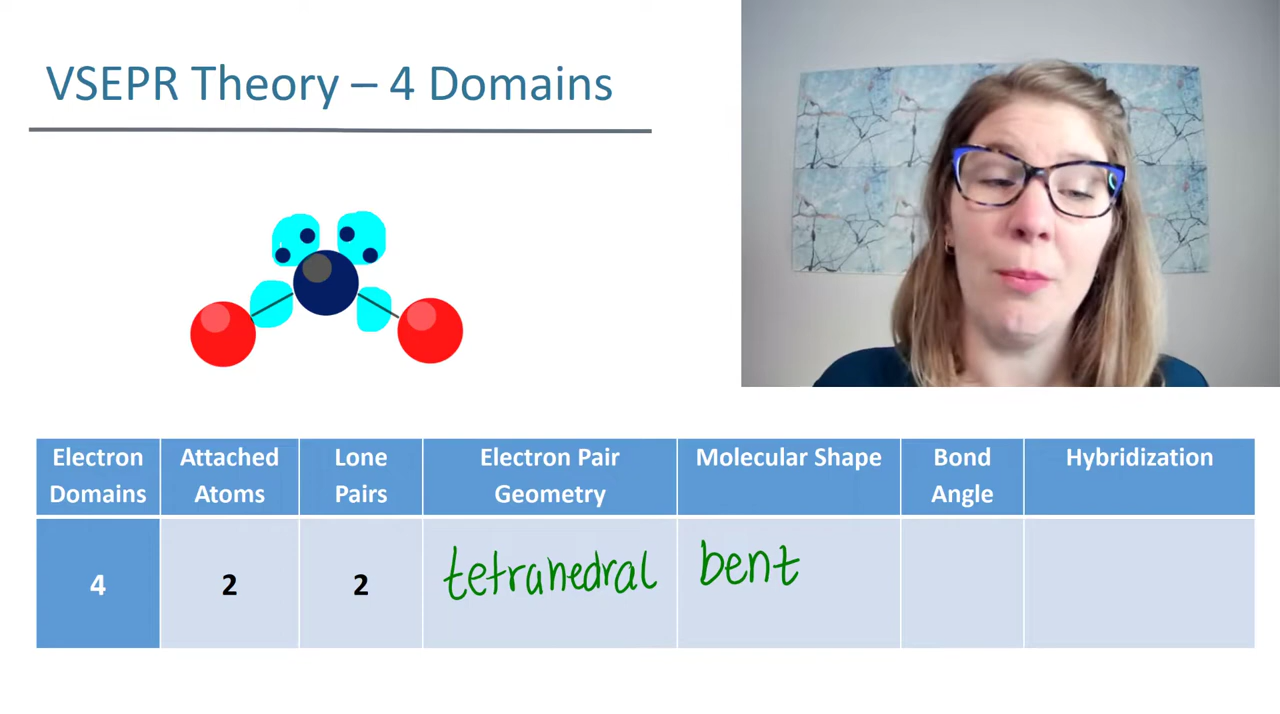 VSEPR Theory – 4 Domains
Electron Domains
Attached Atoms
Lone Pairs
Electron Pair Geometry
Molecular Shape
Bond Angle
Hybridization
4
2
2
tetrahedral
bent